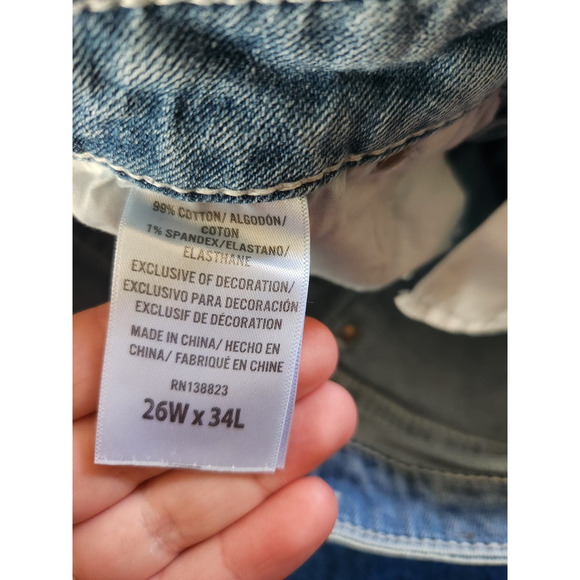 99% COTTON/ ALGODÓN/
COTON
1% SPANDEX/ELASTANO/
ELASTHANE
EXCLUSIVE OF DECORATION/
EXCLUSIVO PARA DECORACIÓN
EXCLUSIF DE DÉCORATION
MADE IN CHINA/ HECHO EN
CHINA/ FABRIQUÉ EN CHINE
RN138823
26W x 34L